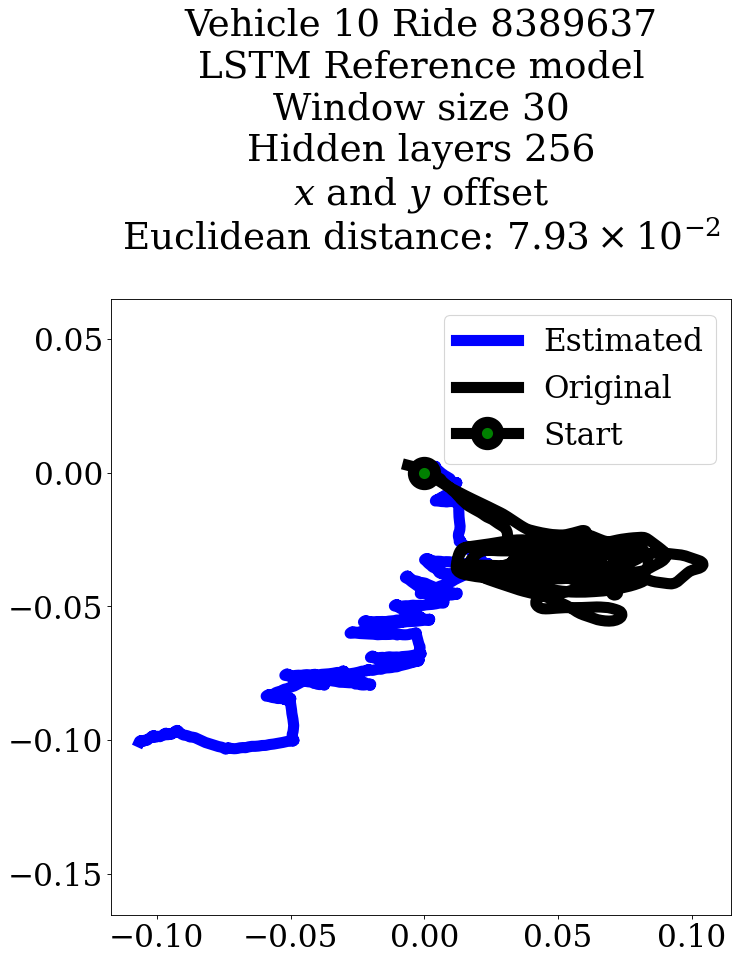 Vehicle 10 Ride 8389637
LSTM Reference model
Window size 30
Hidden layers 256
x and y offset
Euclidean distance: 7.93 × 10⁻²
Estimated
Original
Start
0.05
0.00
−0.05
−0.10
−0.15
−0.10 −0.05 0.00 0.05 0.10